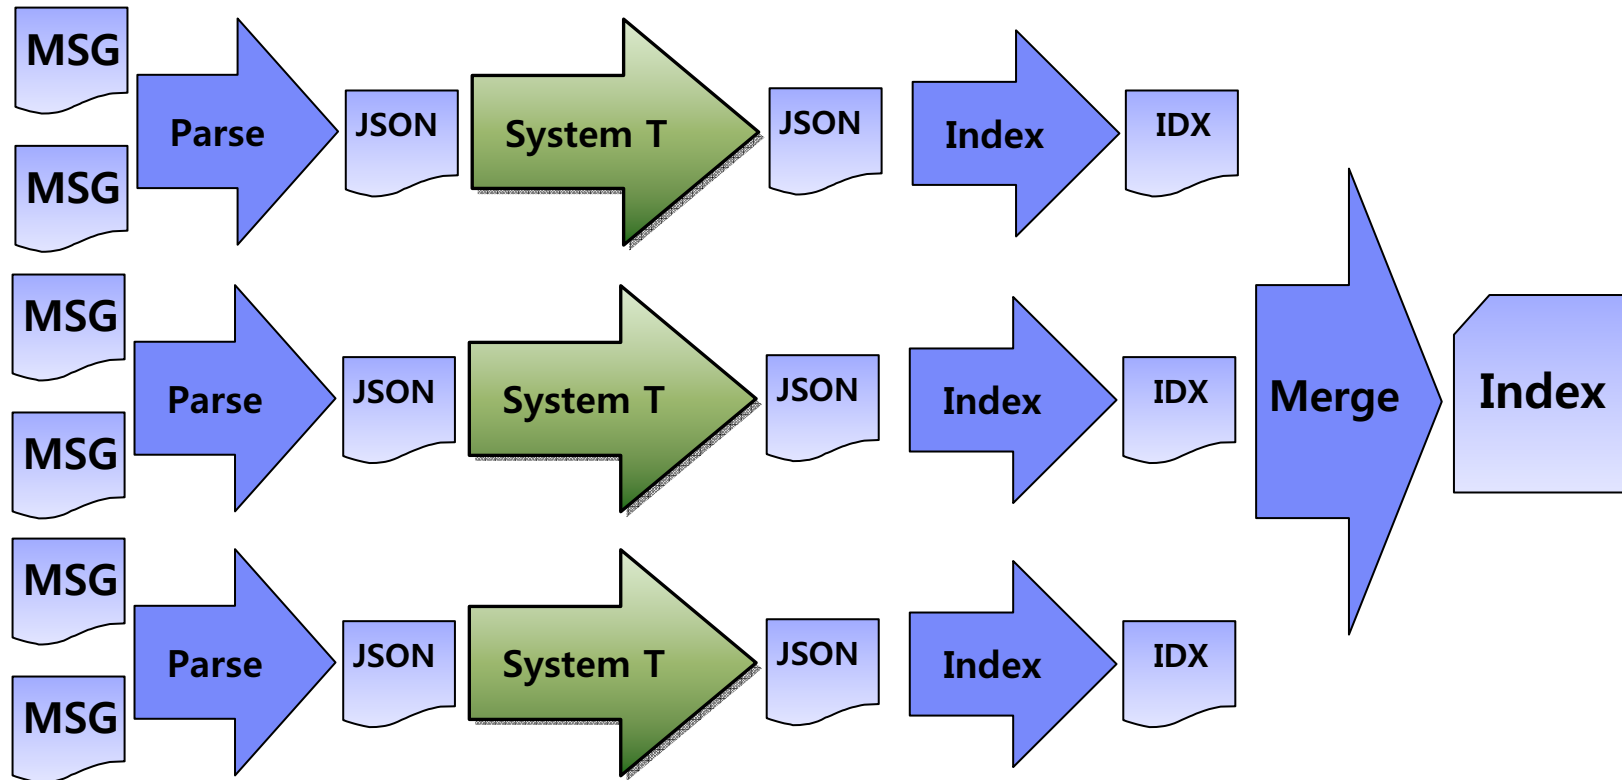 MSG
MSG
Parse
JSON
System T
JSON
Index
IDX
MSG
MSG
Parse
JSON
System T
JSON
Index
IDX
MSG
MSG
Parse
JSON
System T
JSON
Index
IDX
Merge
Index